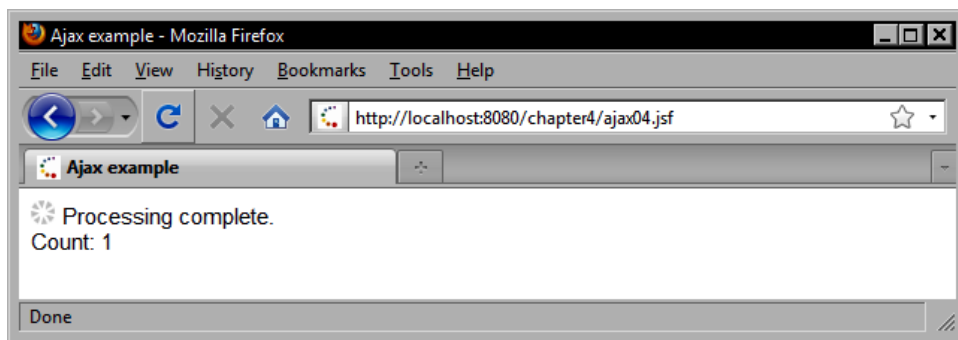 Ajax example - Mozilla Firefox
File Edit View History Bookmarks Tools Help
http://localhost:8080/chapter4/ajax04.jsf
Ajax example
Processing complete.
Count: 1
Done